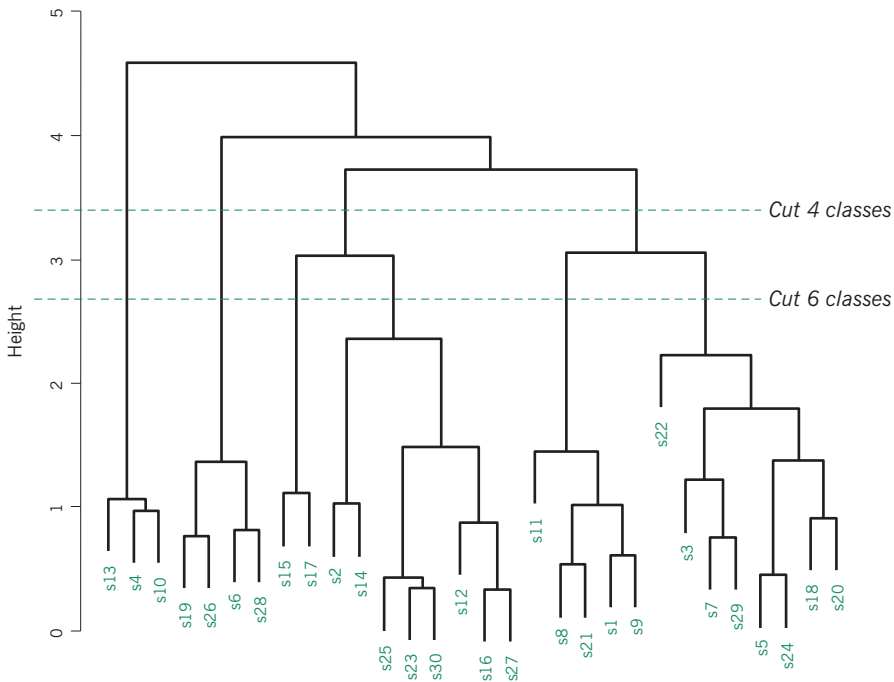 5
4
Cut 4 classes
3
Cut 6 classes
Height
2
s22
1
s11
s3
s13
s4
s10
s15
s17
s2
s14
s12
s18
s20
s19
s26
s6
s28
s1
s9
s7
s29
0
s25
s23
s30
s16
s27
s8
s21
s5
s24